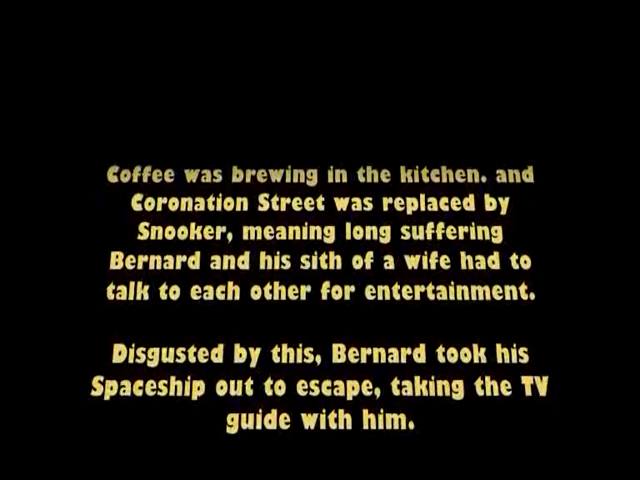 Coffee was brewing in the kitchen. and
Coronation Street was replaced by
Snooker, meaning long suffering
Bernard and his sith of a wife had to
talk to each other for entertainment.
Disgusted by this, Bernard took his
Spaceship out to escape, taking the TV
guide with him.